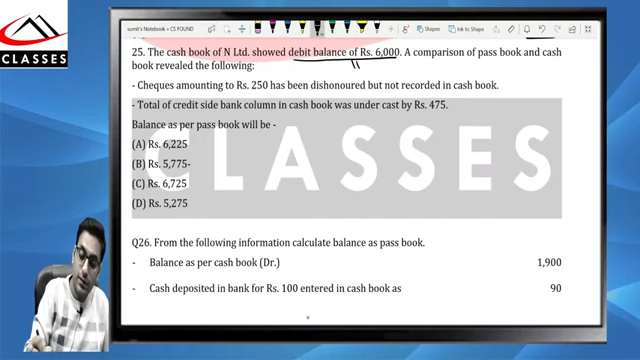 CLASSES
sumit's Notebook » CS FOUND
Shapes
Ink to Shape
25. The cash book of N Ltd. showed debit balance of Rs. 6,000. A comparison of pass book and cash
book revealed the following:
- Cheques amounting to Rs. 250 has been dishonoured but not recorded in cash book.
- Total of credit side bank column in cash book was under cast by Rs. 475.
Balance as per pass book will be -
(A) Rs. 6,225
(B) Rs. 5,775-
(C) Rs. 6,725
(D) Rs. 5,275
CLASSES
Q26. From the following information calculate balance as pass book.
- Balance as per cash book (Dr.) 1,900
- Cash deposited in bank for Rs. 100 entered in cash book as 90